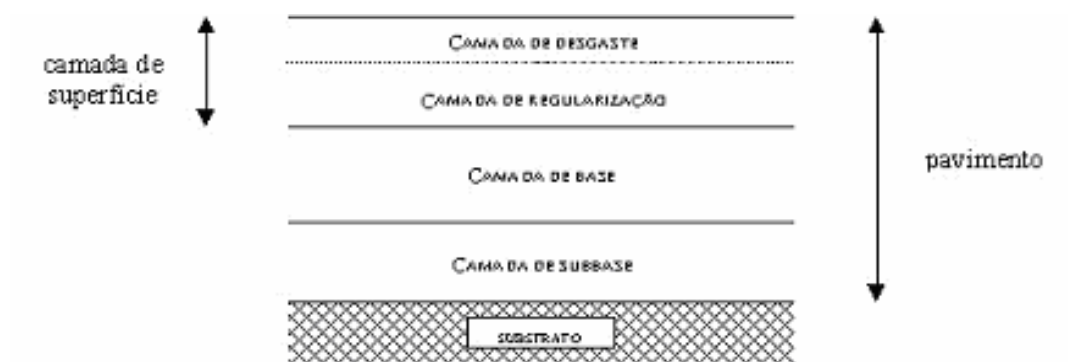 CAMADA DE DESGASTE
camada de
superfície
CAMADA DE REGULARIZAÇÃO
pavimento
CAMADA DE BASE
CAMADA DE SUBBASE
SUBSTRATO